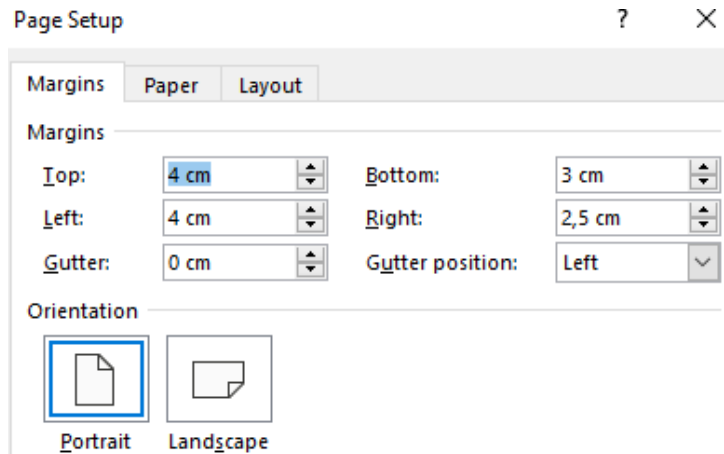 Page Setup ? ×
Margins Paper Layout
Margins
Top: 4 cm Bottom: 3 cm
Left: 4 cm Right: 2,5 cm
Gutter: 0 cm Gutter position: Left
Orientation
Portrait Landscape